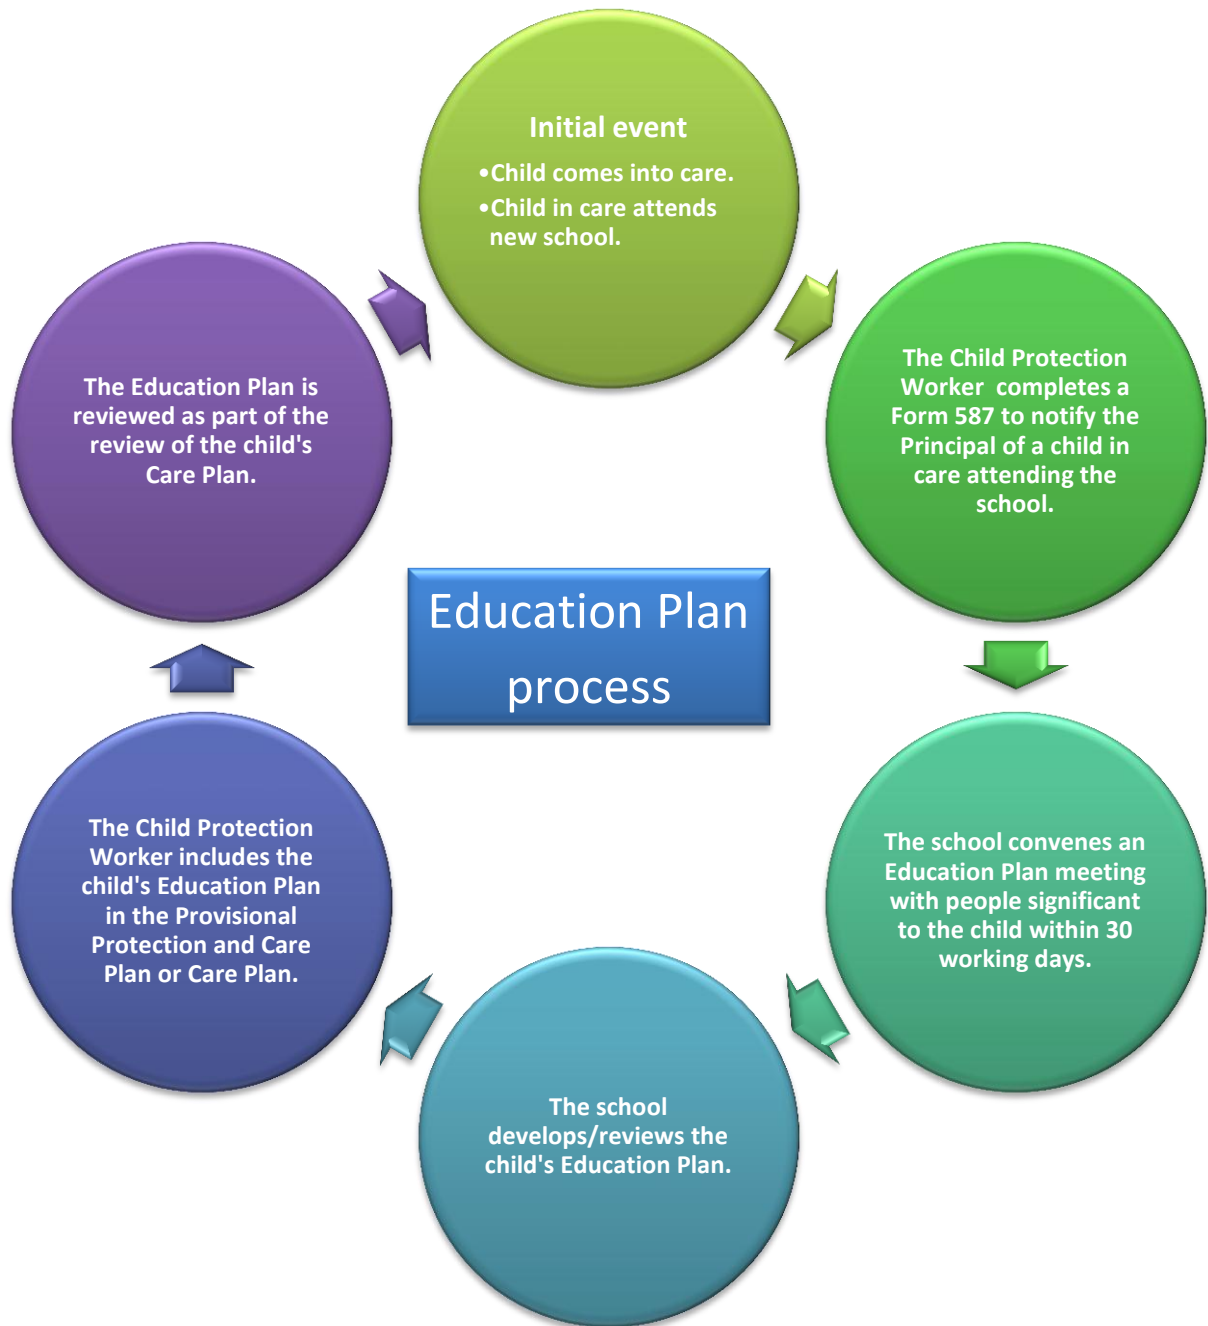 Initial event
•Child comes into care.
•Child in care attends
new school.
The Child Protection
Worker  completes a
Form 587 to notify the
Principal of a child in
care attending the
school.
The school convenes an
Education Plan meeting
with people significant
to the child within 30
working days.
The school
develops/reviews the
child's Education Plan.
The Child Protection
Worker includes the
child's Education Plan
in the Provisional
Protection and Care
Plan or Care Plan.
The Education Plan is
reviewed as part of the
review of the child's
Care Plan.
Education Plan
process